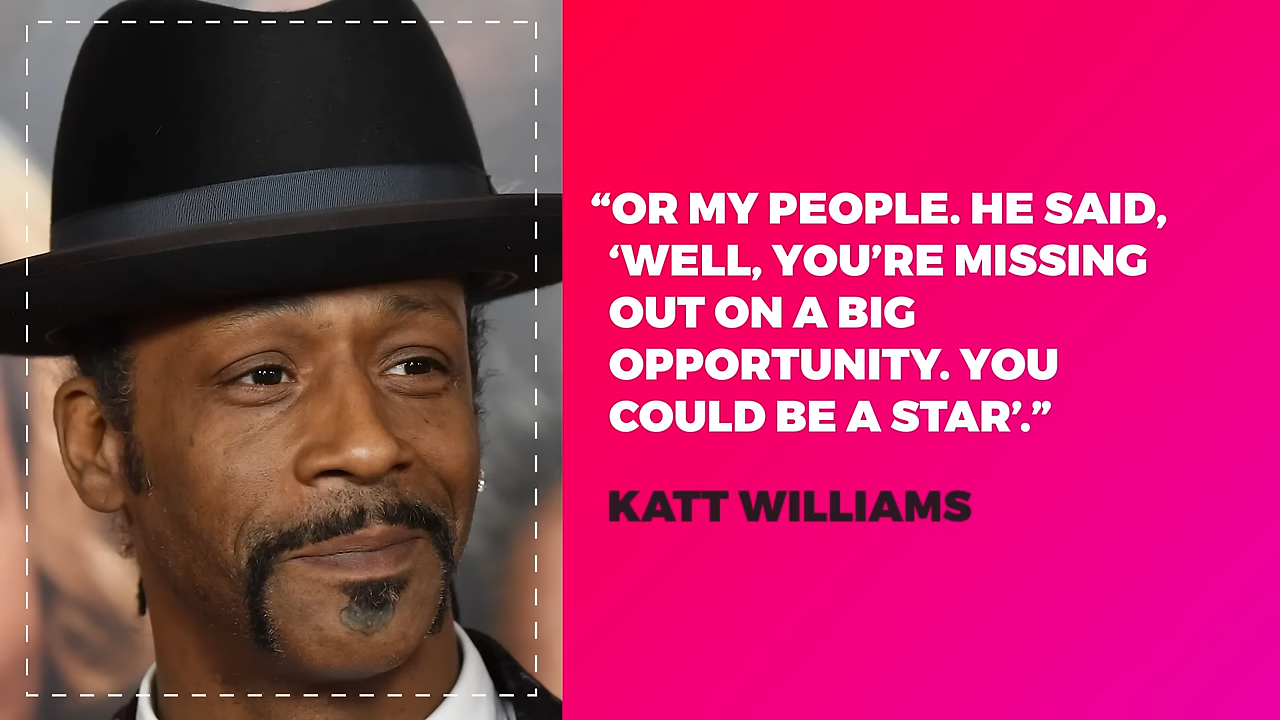 “OR MY PEOPLE. HE SAID,
‘WELL, YOU’RE MISSING
OUT ON A BIG
OPPORTUNITY. YOU
COULD BE A STAR’.”
KATT WILLIAMS